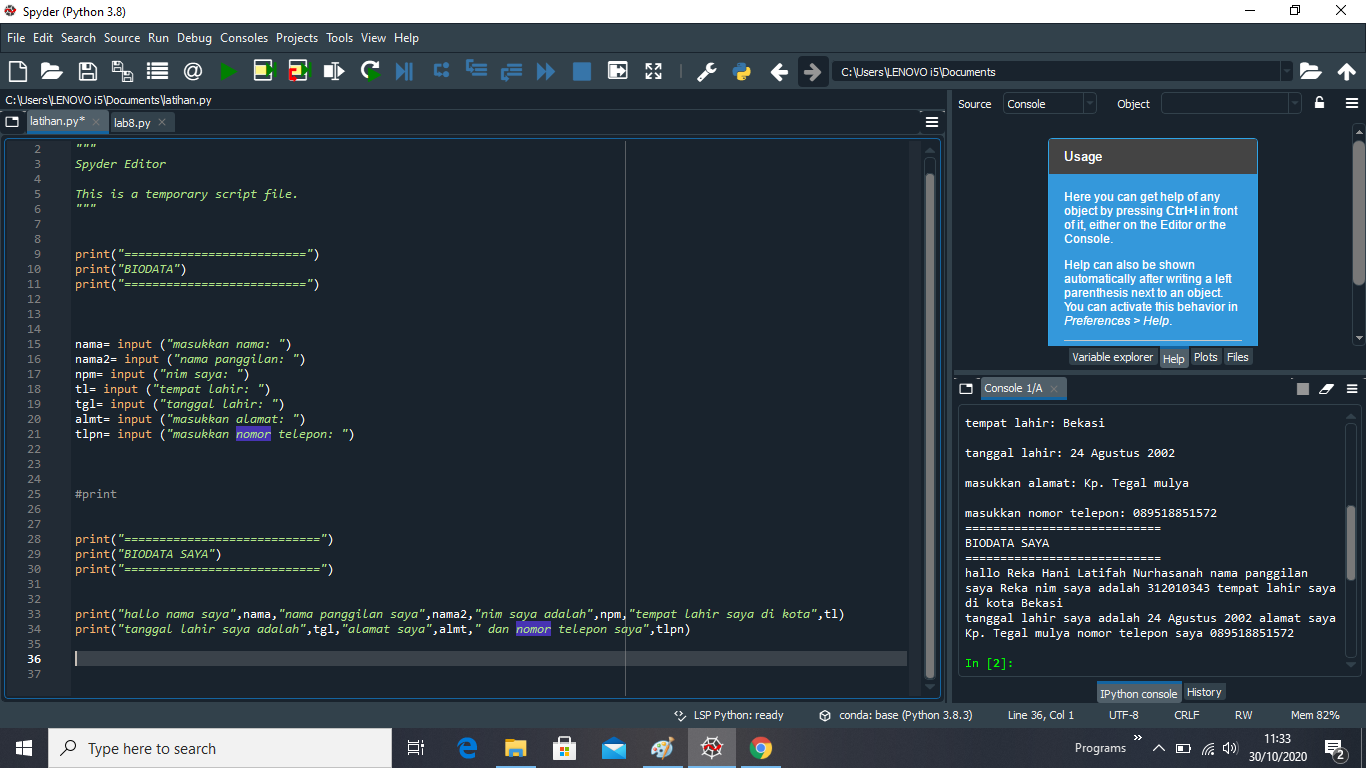 Spyder (Python 3.8)
File Edit Search Source Run Debug Consoles Projects Tools View Help
C:\Users\LENOVO i5\Documents
C:\Users\LENOVO i5\Documents\latihan.py
latihan.py* lab8.py
2 """
3 Spyder Editor
4
5 This is a temporary script file.
6 """
7
8
9 print("==========================")
10 print("BIODATA")
11 print("==========================")
12
13
14
15 nama= input ("masukkan nama: ")
16 nama2= input ("nama panggilan: ")
17 npm= input ("nim saya: ")
18 tl= input ("tempat lahir: ")
19 tgl= input ("tanggal lahir: ")
20 almt= input ("masukkan alamat: ")
21 tlpn= input ("masukkan nomor telepon: ")
22
23
24
25 #print
26
27
28 print("============================")
29 print("BIODATA SAYA")
30 print("============================")
31
32
33 print("hallo nama saya",nama,"nama panggilan saya",nama2,"nim saya adalah",npm,"tempat lahir saya di kota",tl)
34 print("tanggal lahir saya adalah",tgl,"alamat saya",almt," dan nomor telepon saya",tlpn)
35
36
37
Source Console Object
Usage
Here you can get help of any
object by pressing Ctrl+I in front
of it, either on the Editor or the
Console.
Help can also be shown
automatically after writing a left
parenthesis next to an object.
You can activate this behavior in
Preferences > Help.
Variable explorer Help Plots Files
Console 1/A
tempat lahir: Bekasi
tanggal lahir: 24 Agustus 2002
masukkan alamat: Kp. Tegal mulya
masukkan nomor telepon: 089518851572
============================
BIODATA SAYA
============================
hallo Reka Hani Latifah Nurhasanah nama panggilan
saya Reka nim saya adalah 312010343 tempat lahir saya
di kota Bekasi
tanggal lahir saya adalah 24 Agustus 2002 alamat saya
Kp. Tegal mulya nomor telepon saya 089518851572
In [2]:
IPython console History
LSP Python: ready conda: base (Python 3.8.3) Line 36, Col 1 UTF-8 CRLF RW Mem 82%
Type here to search
Programs
11:33
30/10/2020
2